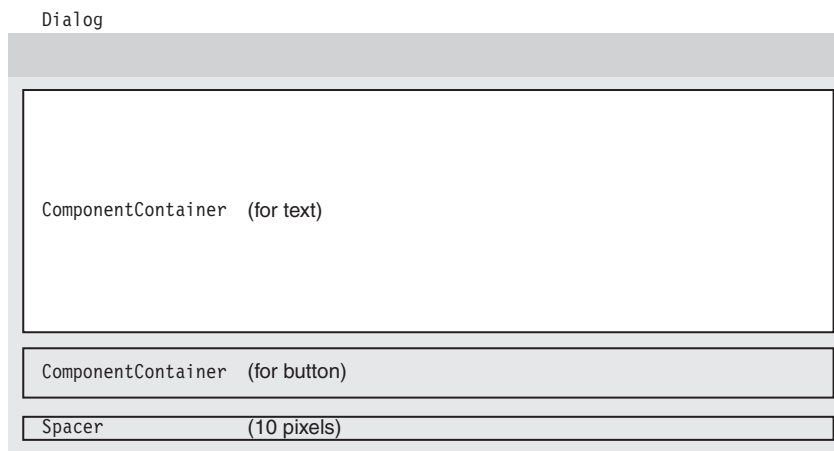 Dialog
ComponentContainer (for text)
ComponentContainer (for button)
Spacer (10 pixels)